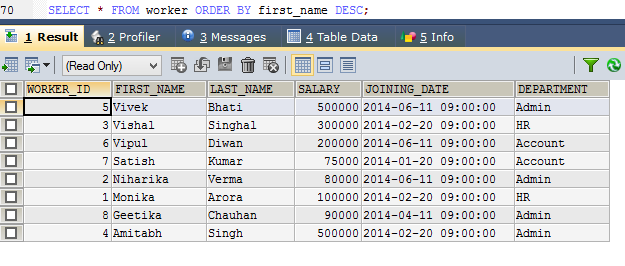 70 SELECT * FROM worker ORDER BY first_name DESC;
1 Result 2 Profiler 3 Messages 4 Table Data 5 Info
(Read Only)
WORKER_ID FIRST_NAME LAST_NAME SALARY JOINING_DATE DEPARTMENT
5 Vivek Bhati 500000 2014-06-11 09:00:00 Admin
3 Vishal Singhal 300000 2014-02-20 09:00:00 HR
6 Vipul Diwan 200000 2014-06-11 09:00:00 Account
7 Satish Kumar 75000 2014-01-20 09:00:00 Account
2 Niharika Verma 80000 2014-06-11 09:00:00 Admin
1 Monika Arora 100000 2014-02-20 09:00:00 HR
8 Geetika Chauhan 90000 2014-04-11 09:00:00 Admin
4 Amitabh Singh 500000 2014-02-20 09:00:00 Admin